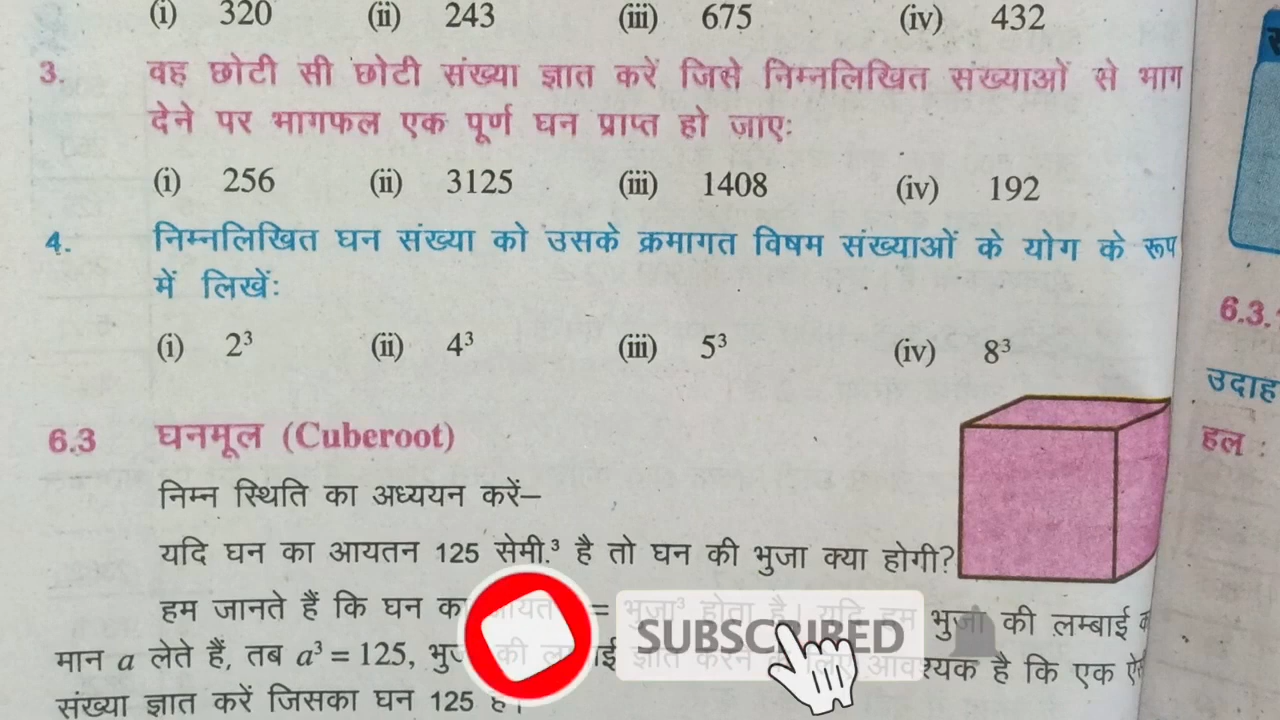 (i) 320 (ii) 243 (iii) 675 (iv) 432
3. वह छोटी सी छोटी संख्या ज्ञात करें जिसे निम्नलिखित संख्याओं से भाग
देने पर भागफल एक पूर्ण घन प्राप्त हो जाएः
(i) 256 (ii) 3125 (iii) 1408 (iv) 192
4. निम्नलिखित घन संख्या को उसके क्रमागत विषम संख्याओं के योग के रूप
में लिखेंः
(i) 2³ (ii) 4³ (iii) 5³ (iv) 8³
6.3 घनमूल (Cuberoot)
निम्न स्थिति का अध्ययन करें–
यदि घन का आयतन 125 सेमी.³ है तो घन की भुजा क्या होगी?
हम जानते हैं कि घन का = भुजा³ होता है। यदि हम भुजा की लम्बाई
मान a लेते हैं, तब a³ = 125, की ज्ञात करने के लिए आवश्यक है कि एक
संख्या ज्ञात करें जिसका घन 125 है।
SUBSCRIBED
6.3.
उदाह
हल :